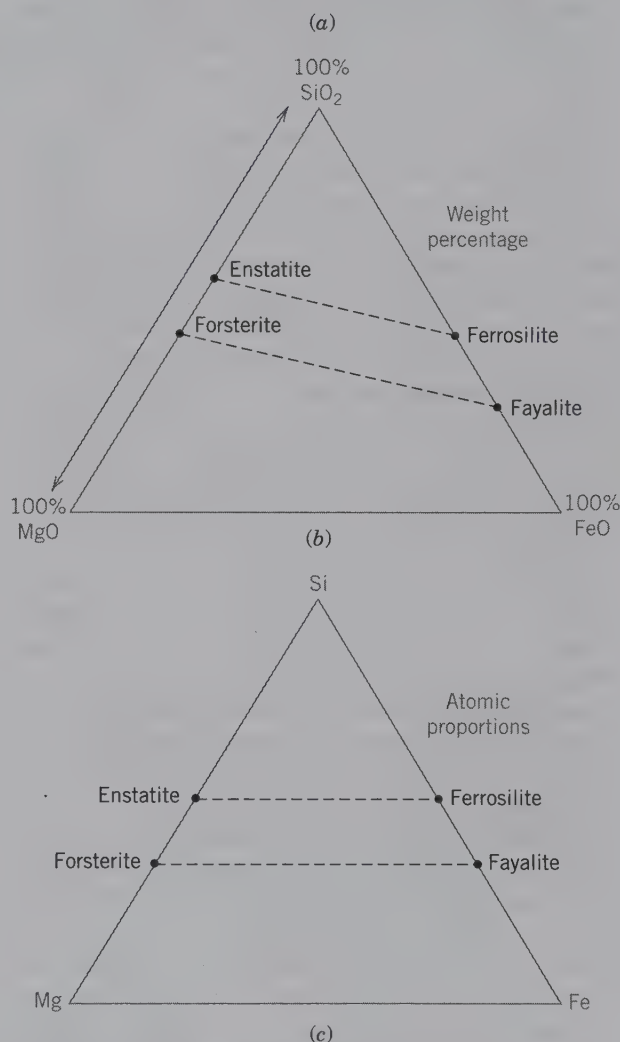 (a)
100%
SiO₂
Weight
percentage
Enstatite
Forsterite
Ferrosilite
Fayalite
100%
MgO
100%
FeO
(b)
Si
Atomic
proportions
Enstatite
Ferrosilite
Forsterite
Fayalite
Mg
Fe
(c)